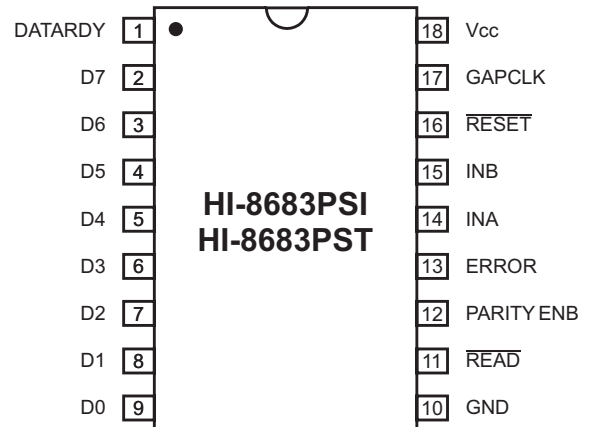 DATARDY 1 18 Vcc
D7 2 17 GAPCLK
D6 3 16 RESET
D5 4 15 INB
HI-8683PSI
D4 5 14 INA
HI-8683PST
D3 6 13 ERROR
D2 7 12 PARITY ENB
D1 8 11 READ
D0 9 10 GND